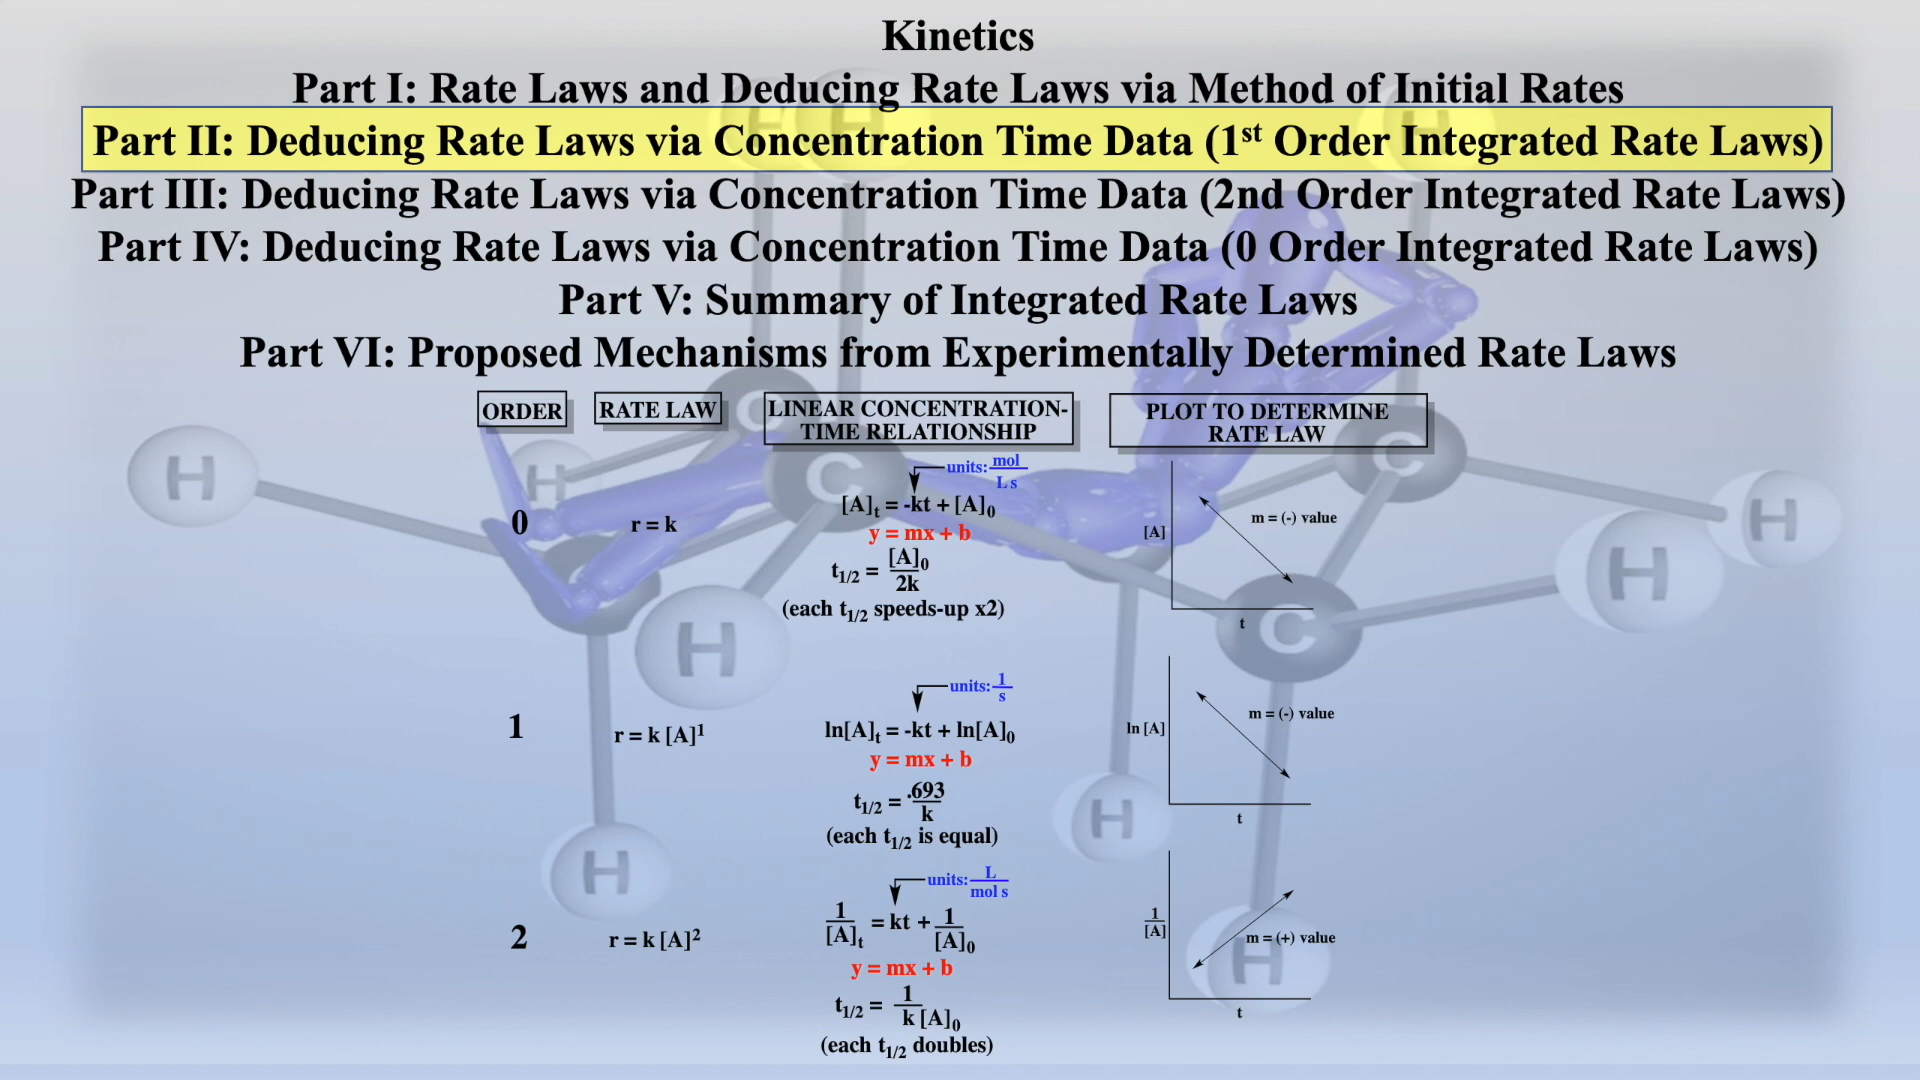 Kinetics
Part I: Rate Laws and Deducing Rate Laws via Method of Initial Rates
Part II: Deducing Rate Laws via Concentration Time Data (1st Order Integrated Rate Laws)
Part III: Deducing Rate Laws via Concentration Time Data (2nd Order Integrated Rate Laws)
Part IV: Deducing Rate Laws via Concentration Time Data (0 Order Integrated Rate Laws)
Part V: Summary of Integrated Rate Laws
Part VI: Proposed Mechanisms from Experimentally Determined Rate Laws
ORDER
RATE LAW
LINEAR CONCENTRATION-
TIME RELATIONSHIP
PLOT TO DETERMINE
RATE LAW
0
r = k
units: mol / L s
[A]t = -kt + [A]0
y = mx + b
t1/2 = [A]0 / 2k
(each t1/2 speeds-up x2)
[A]
m = (-) value
t
1
r = k [A]¹
units: 1 / s
ln[A]t = -kt + ln[A]0
y = mx + b
t1/2 = .693 / k
(each t1/2 is equal)
ln [A]
m = (-) value
t
2
r = k [A]²
units: L / mol s
1 / [A]t = kt + 1 / [A]0
y = mx + b
t1/2 = 1 / k [A]0
(each t1/2 doubles)
1 / [A]
m = (+) value
t
H
H
H
H
H
H
H
H
H
H
H
C
C
C
C